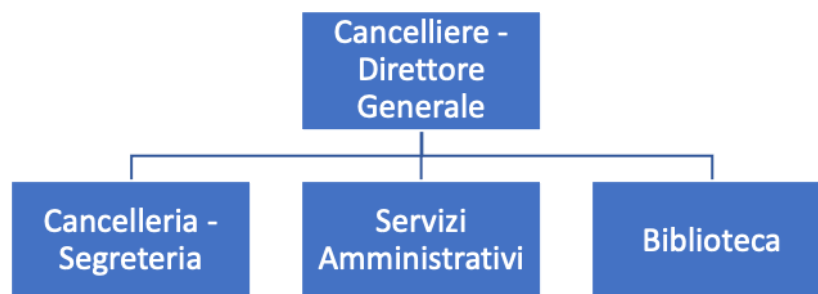 Cancelliere -
Direttore
Generale
Cancelleria -
Segreteria
Servizi
Amministrativi
Biblioteca